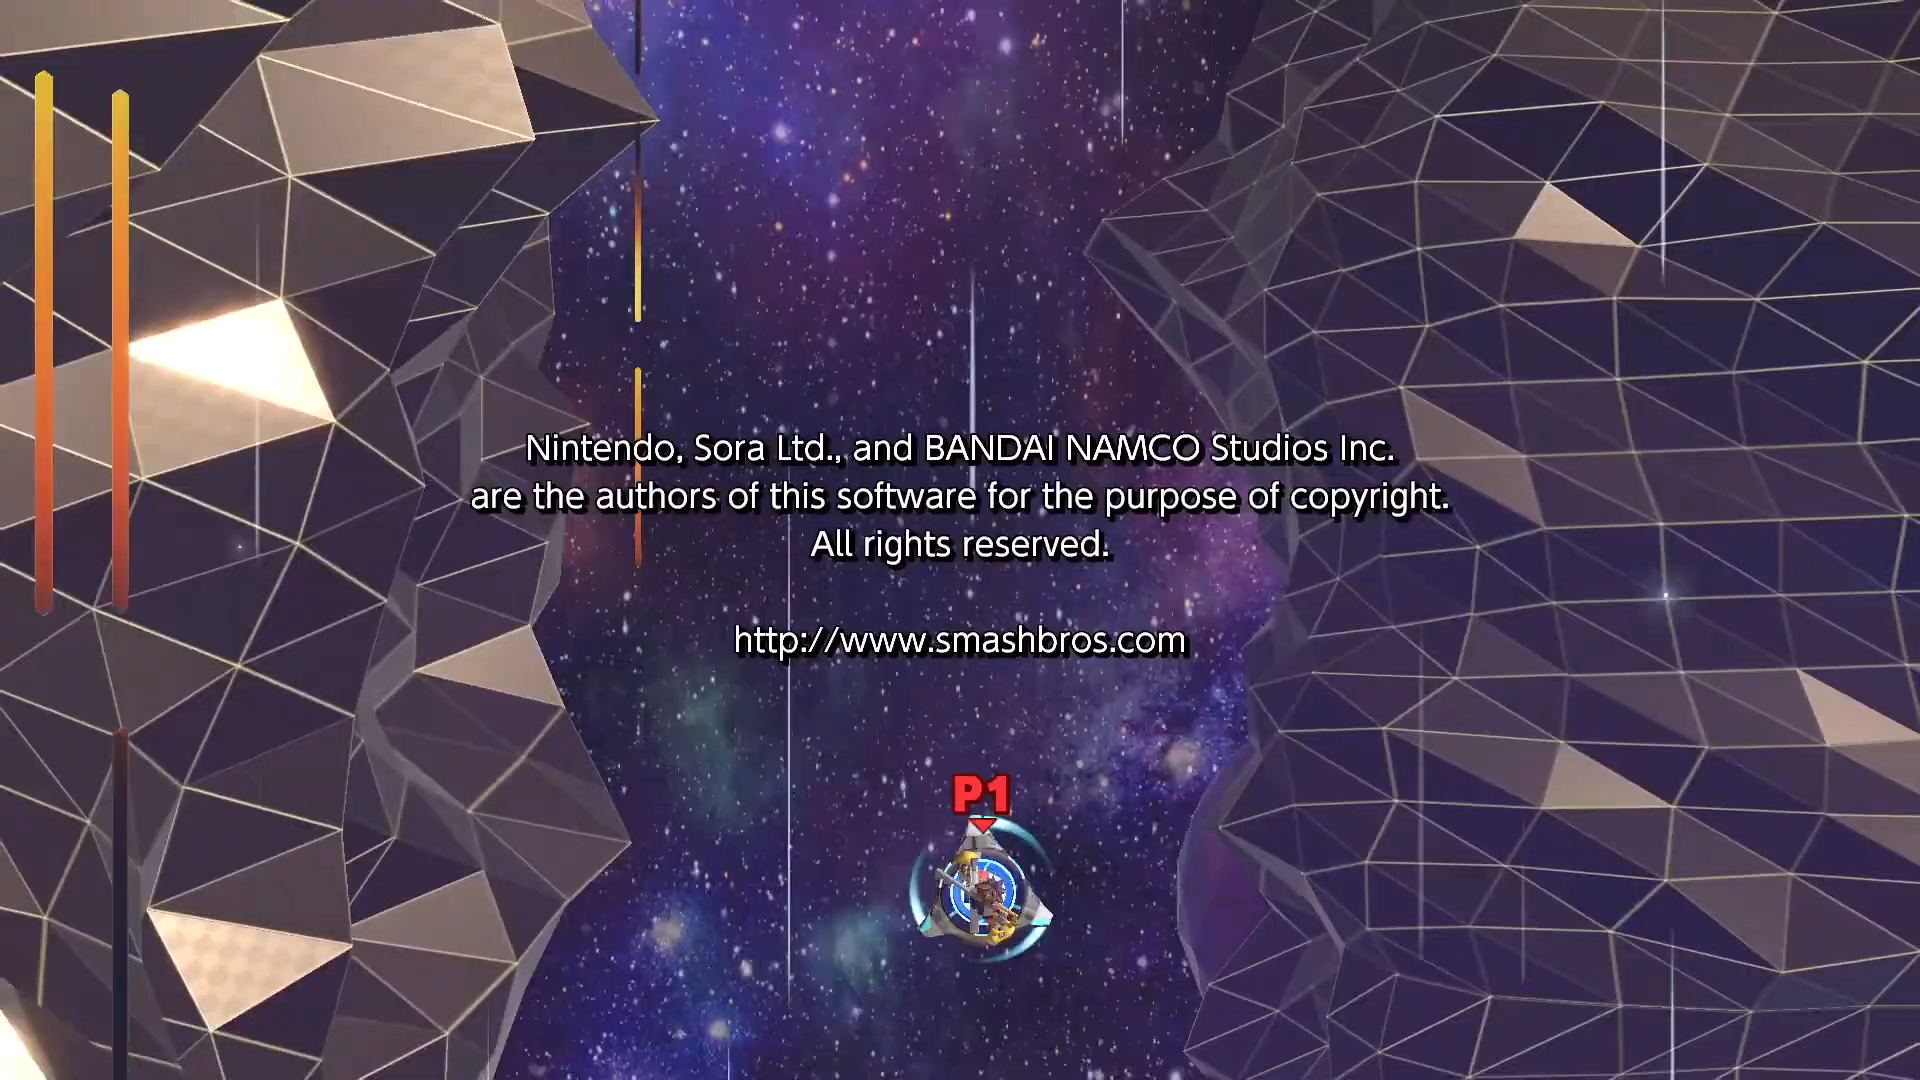 Nintendo, Sora Ltd., and BANDAI NAMCO Studios Inc.
are the authors of this software for the purpose of copyright.
All rights reserved.
http://www.smashbros.com
P1